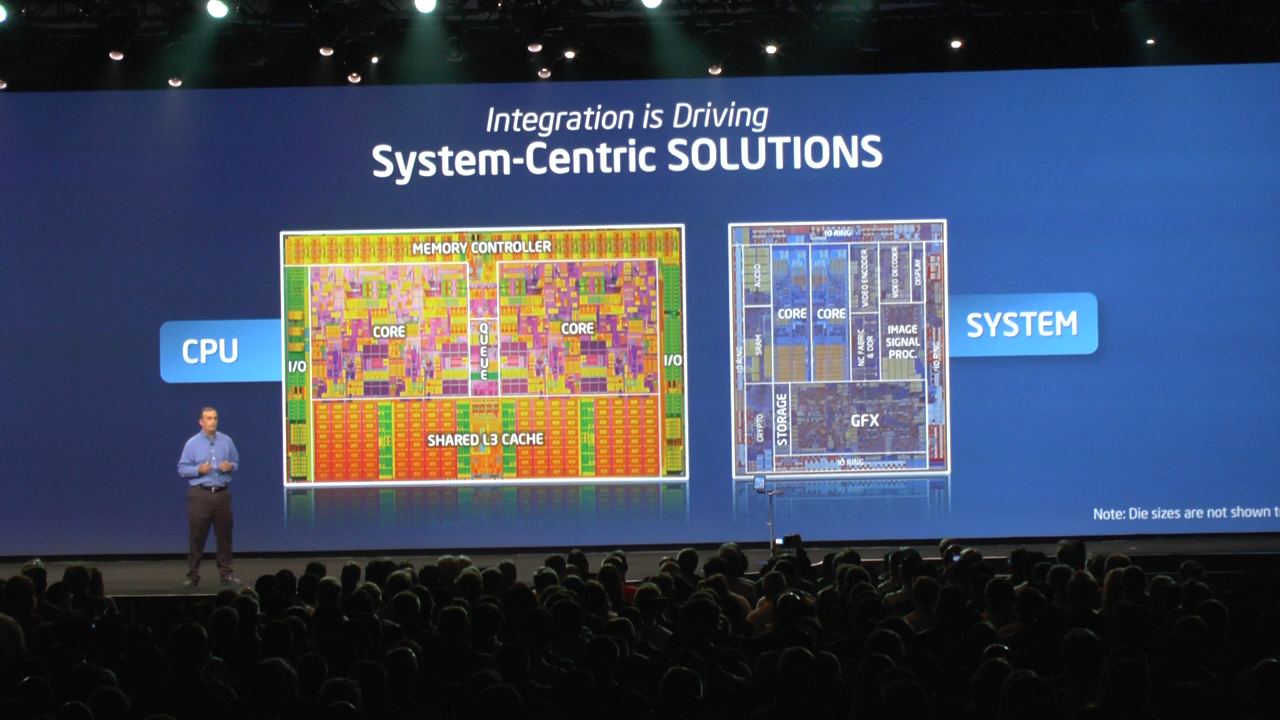 Integration is Driving
System-Centric SOLUTIONS
CPU
MEMORY CONTROLLER
I/O
CORE
QUEUE
CORE
I/O
SHARED L3 CACHE
SYSTEM
IO RING
IO RING
AUDIO
SRAM
CORE
CORE
VIDEO ENCODER
VIDEO DECODER
DISPLAY
NC FABRIC
& DDR
IMAGE
SIGNAL
PROC.
IO RING
CRYPTO
STORAGE
GFX
IO RING
Note: Die sizes are not shown t